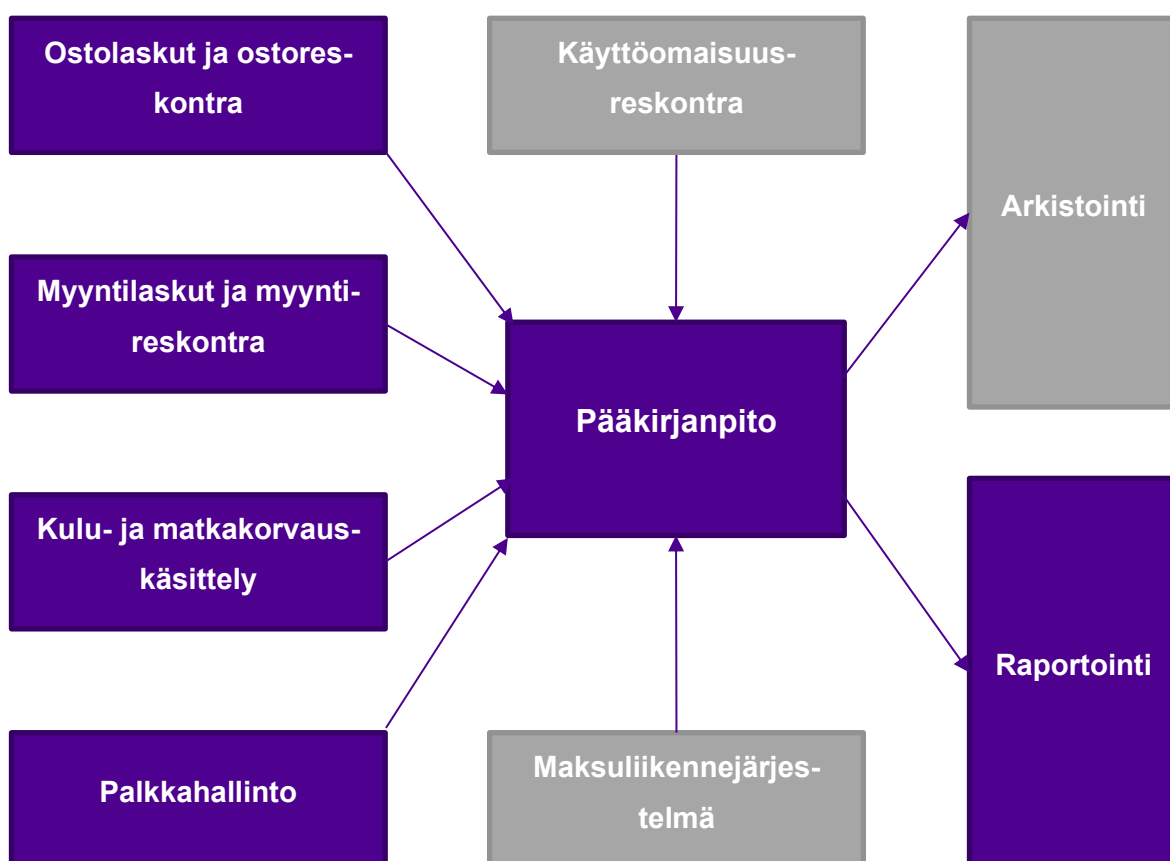 Ostolaskut ja ostores-
kontra
Käyttöomaisuus-
reskontra
Arkistointi
Myyntilaskut ja myynti-
reskontra
Pääkirjanpito
Kulu- ja matkakorvaus-
käsittely
Raportointi
Palkkahallinto
Maksuliikennejärjes-
telmä